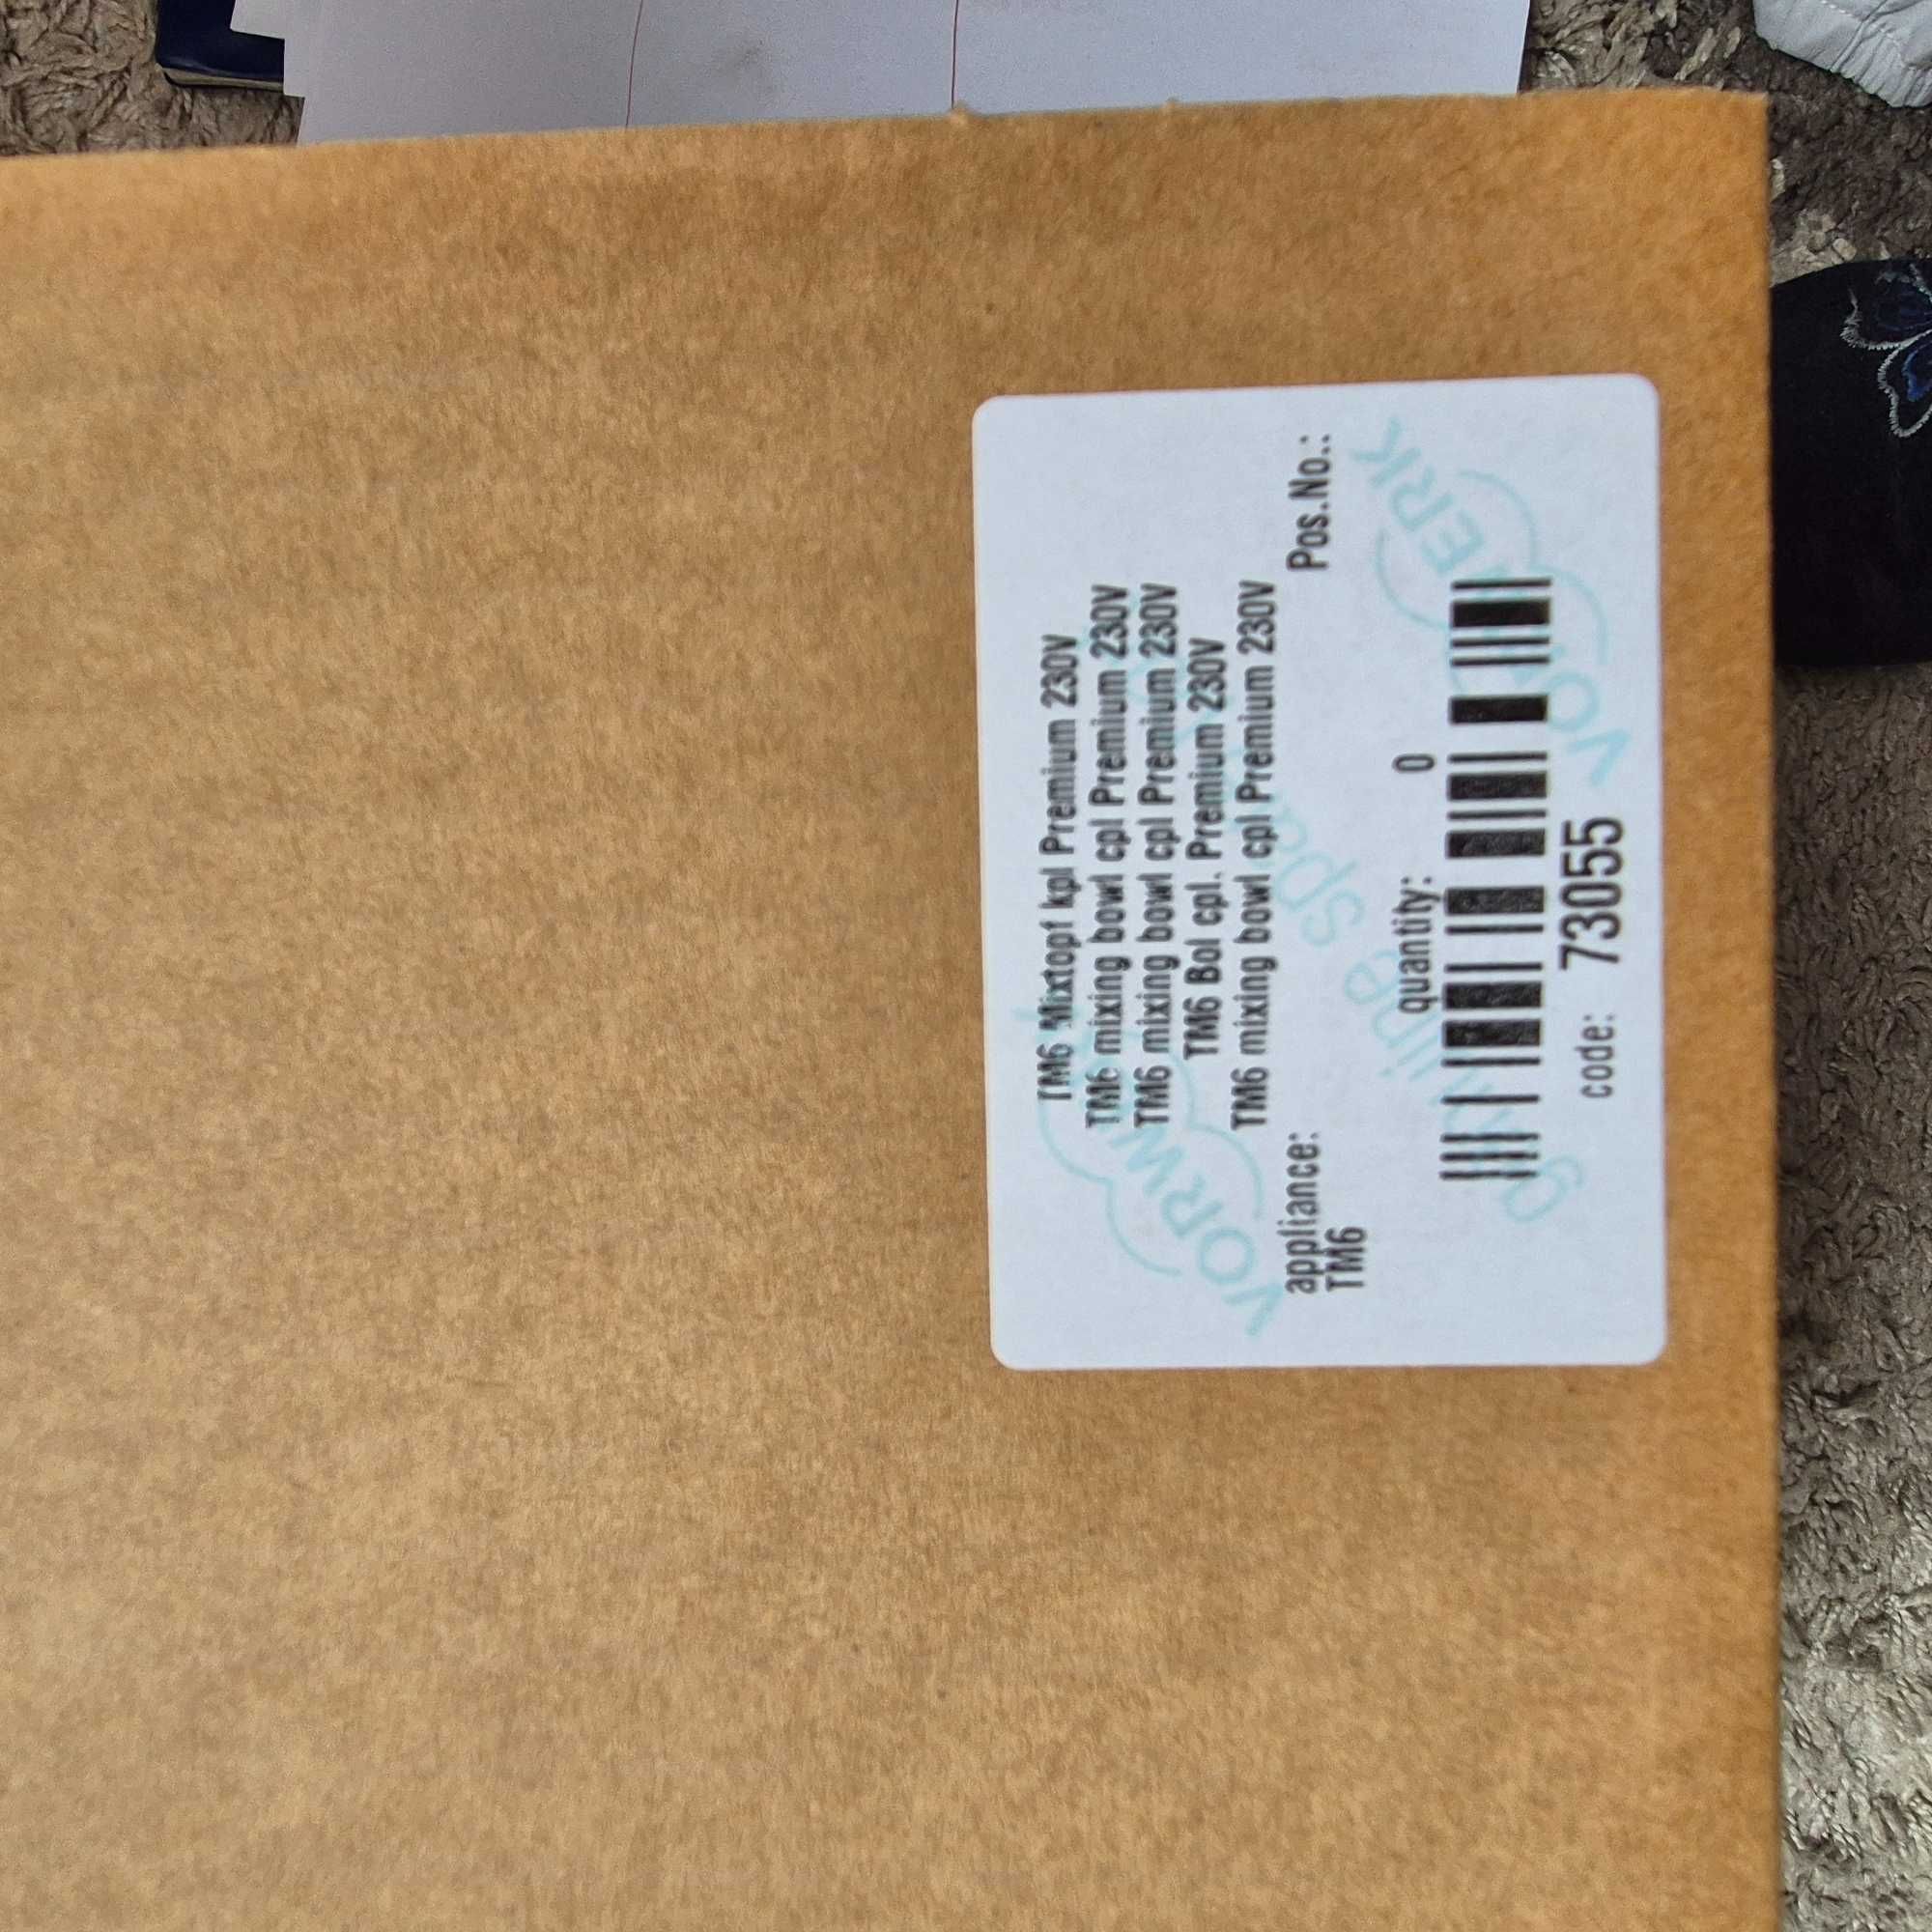 TM6 Mixtopf kpl Premium 230V
TM6 mixing bowl cpl Premium 230V
TM6 mixing bowl cpl Premium 230V
TM6 Bol cpl. Premium 230V
TM6 mixing bowl cpl Premium 230V
appliance: Pos.No.:
TM6
quantity: 0
code: 73055
VORWERK
genuine spare
VORWERK